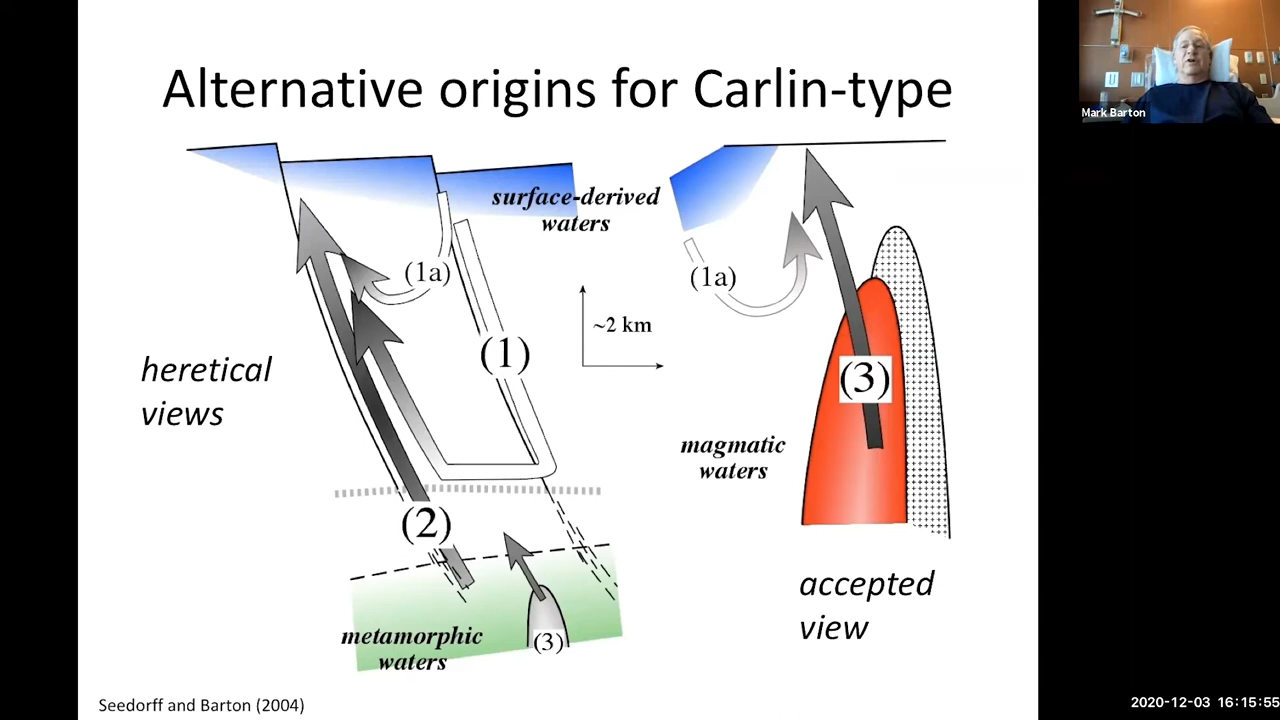 Alternative origins for Carlin-type
Mark Barton
surface-derived
waters
(1a)
(1a)
~2 km
(1)
heretical
views
(3)
magmatic
waters
(2)
accepted
view
metamorphic
waters
(3)
Seedorff and Barton (2004)
2020-12-03 16:15:55